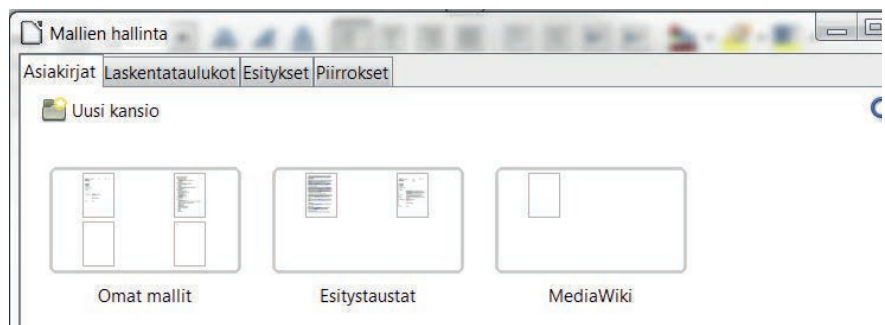 Mallien hallinta
Asiakirjat Laskentataulukot Esitykset Piirrokset
Uusi kansio
Omat mallit Esitystaustat MediaWiki